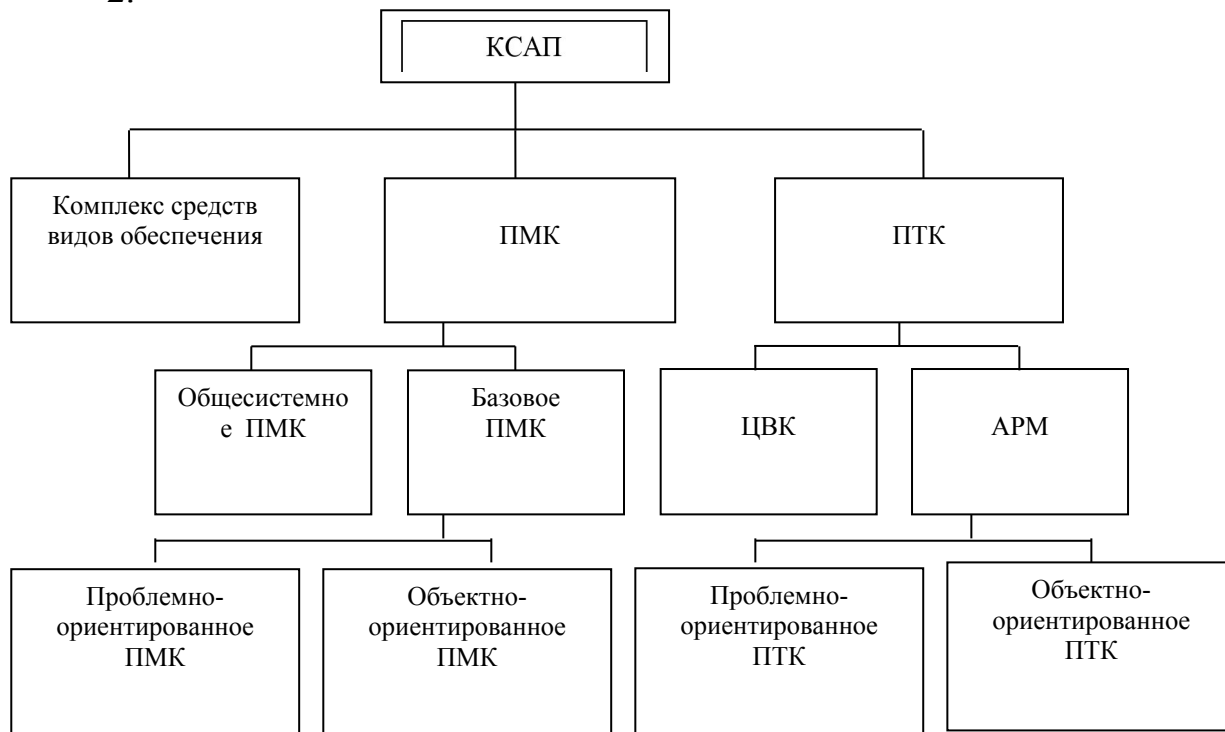 2.
КСАП
Комплекс средств
видов обеспечения
ПМК
ПТК
Общесистемно
е ПМК
Базовое
ПМК
ЦВК
АРМ
Проблемно-
ориентированное
ПМК
Объектно-
ориентированное
ПМК
Проблемно-
ориентированное
ПТК
Объектно-
ориентированное
ПТК